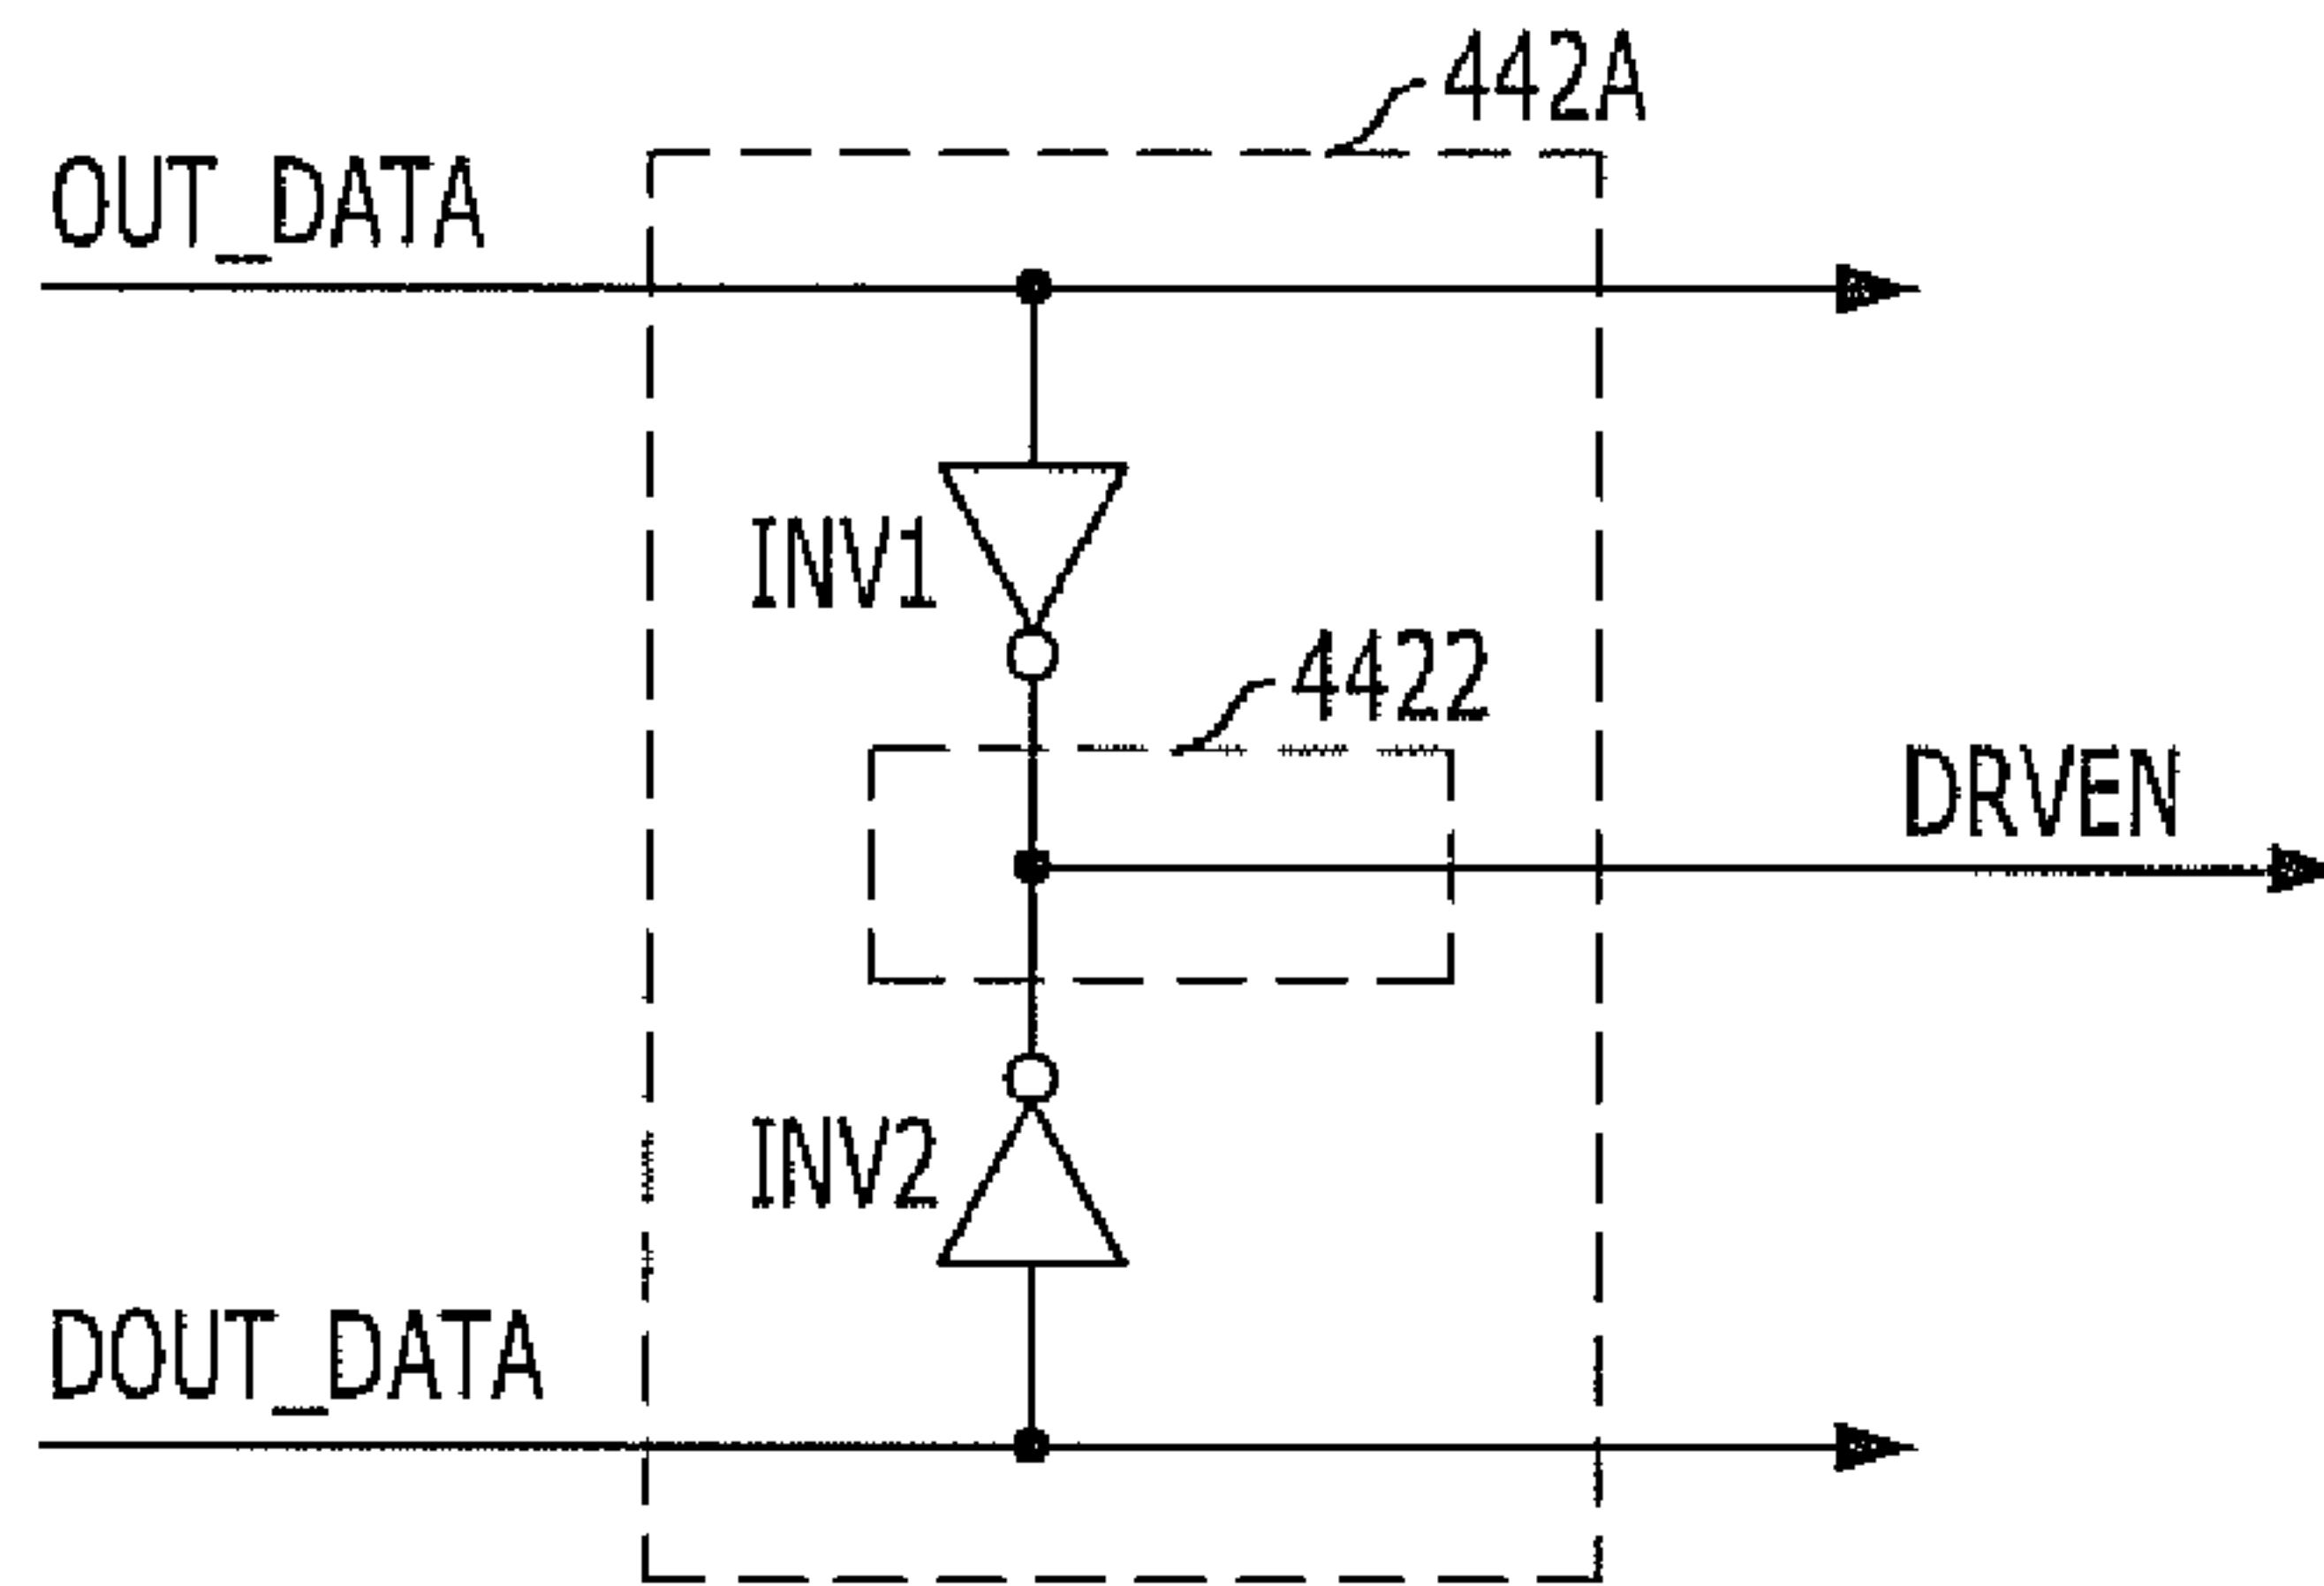 442A
OUT_DATA
INV1
4422
DRVEN
INV2
DOUT_DATA